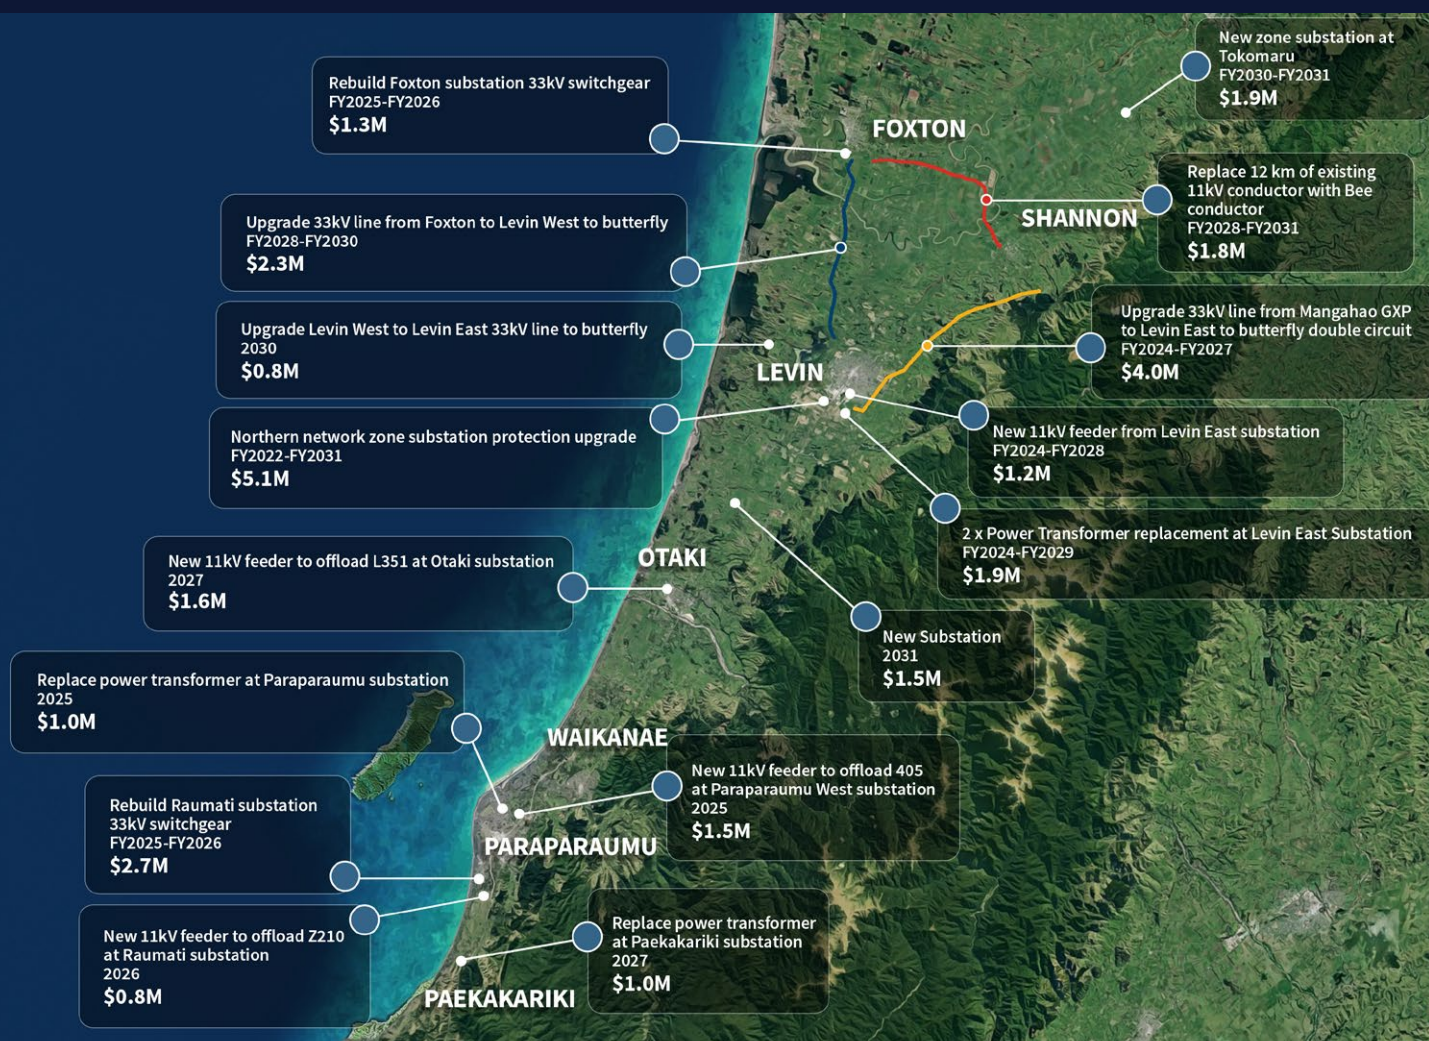 New zone substation at
Tokomaru
FY2030-FY2031
$1.9M
Rebuild Foxton substation 33kV switchgear
FY2025-FY2026
$1.3M
FOXTON
Replace 12 km of existing
11kV conductor with Bee
conductor
FY2028-FY2031
$1.8M
SHANNON
Upgrade 33kV line from Foxton to Levin West to butterfly
FY2028-FY2030
$2.3M
Upgrade 33kV line from Mangahao GXP
to Levin East to butterfly double circuit
FY2024-FY2027
$4.0M
Upgrade Levin West to Levin East 33kV line to butterfly
2030
$0.8M
LEVIN
Northern network zone substation protection upgrade
FY2022-FY2031
$5.1M
New 11kV feeder from Levin East substation
FY2024-FY2028
$1.2M
2 x Power Transformer replacement at Levin East Substation
FY2024-FY2029
$1.9M
New 11kV feeder to offload L351 at Otaki substation
2027
$1.6M
OTAKI
New Substation
2031
$1.5M
Replace power transformer at Paraparaumu substation
2025
$1.0M
WAIKANAE
New 11kV feeder to offload 405
at Paraparaumu West substation
2025
$1.5M
Rebuild Raumati substation
33kV switchgear
FY2025-FY2026
$2.7M
PARAPARAUMU
New 11kV feeder to offload Z210
at Raumati substation
2026
$0.8M
Replace power transformer
at Paekakariki substation
2027
$1.0M
PAEKAKARIKI